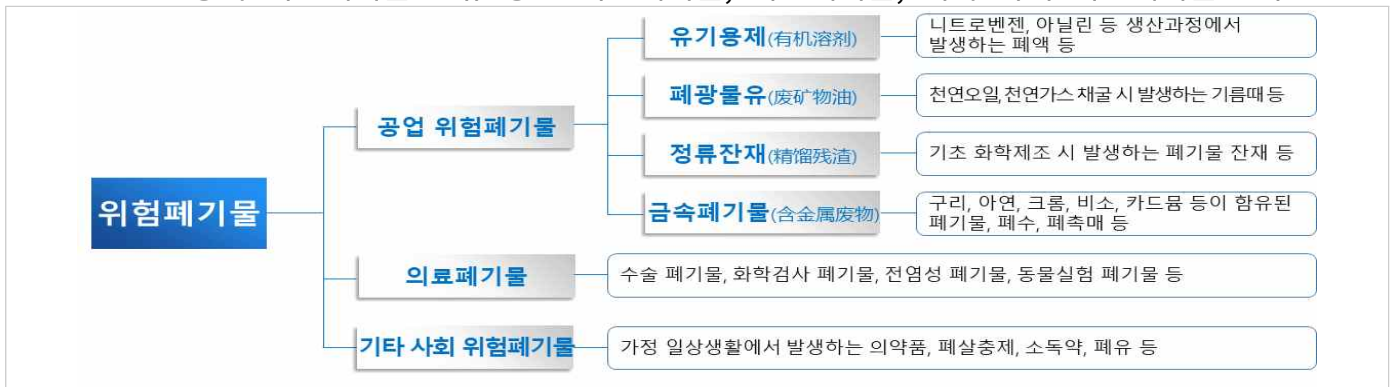 유기용제(有机溶剂)
니트로벤젠, 아닐린 등 생산과정에서
발생하는 폐액 등
폐광물유(废矿物油)
천연오일,천연가스 채굴 시 발생하는 기름때 등
공업 위험폐기물
정류잔재(精馏残渣)
기초 화학제조 시 발생하는 폐기물 잔재 등
위험폐기물
금속폐기물(含金属废物)
구리, 아연, 크롬, 비소, 카드뮴 등이 함유된
폐기물, 폐수, 폐촉매 등
의료폐기물
수술 폐기물, 화학검사 폐기물, 전염성 폐기물, 동물실험 폐기물 등
기타 사회 위험폐기물
가정 일상생활에서 발생하는 의약품, 폐살충제, 소독약, 폐유 등